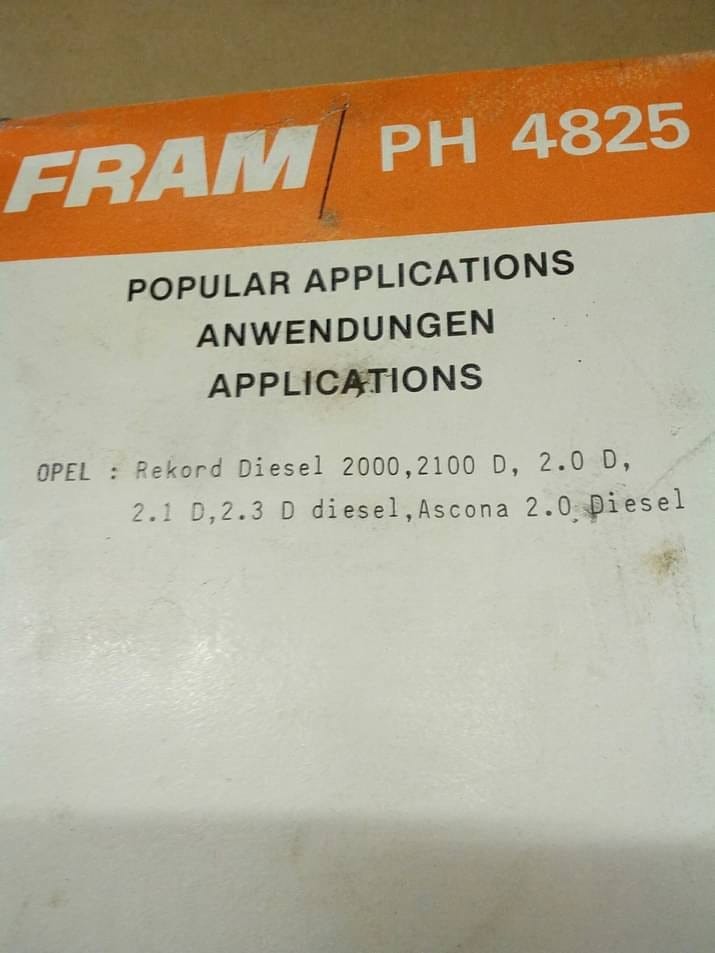 FRAM / PH 4825
POPULAR APPLICATIONS
ANWENDUNGEN
APPLICATIONS
OPEL : Rekord Diesel 2000,2100 D, 2.0 D,
2.1 D,2.3 D diesel,Ascona 2.0 Diesel